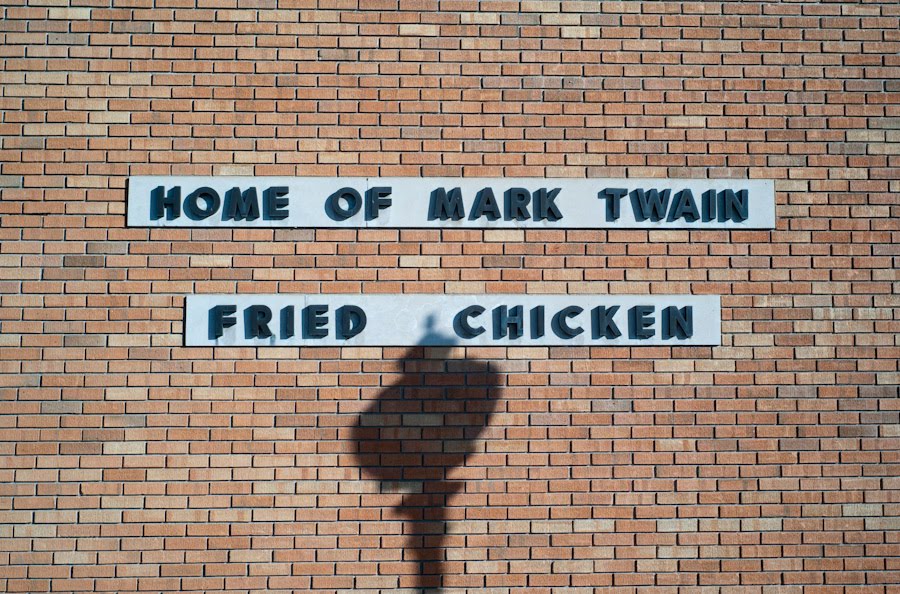 HOME OF MARK TWAIN
FRIED CHICKEN